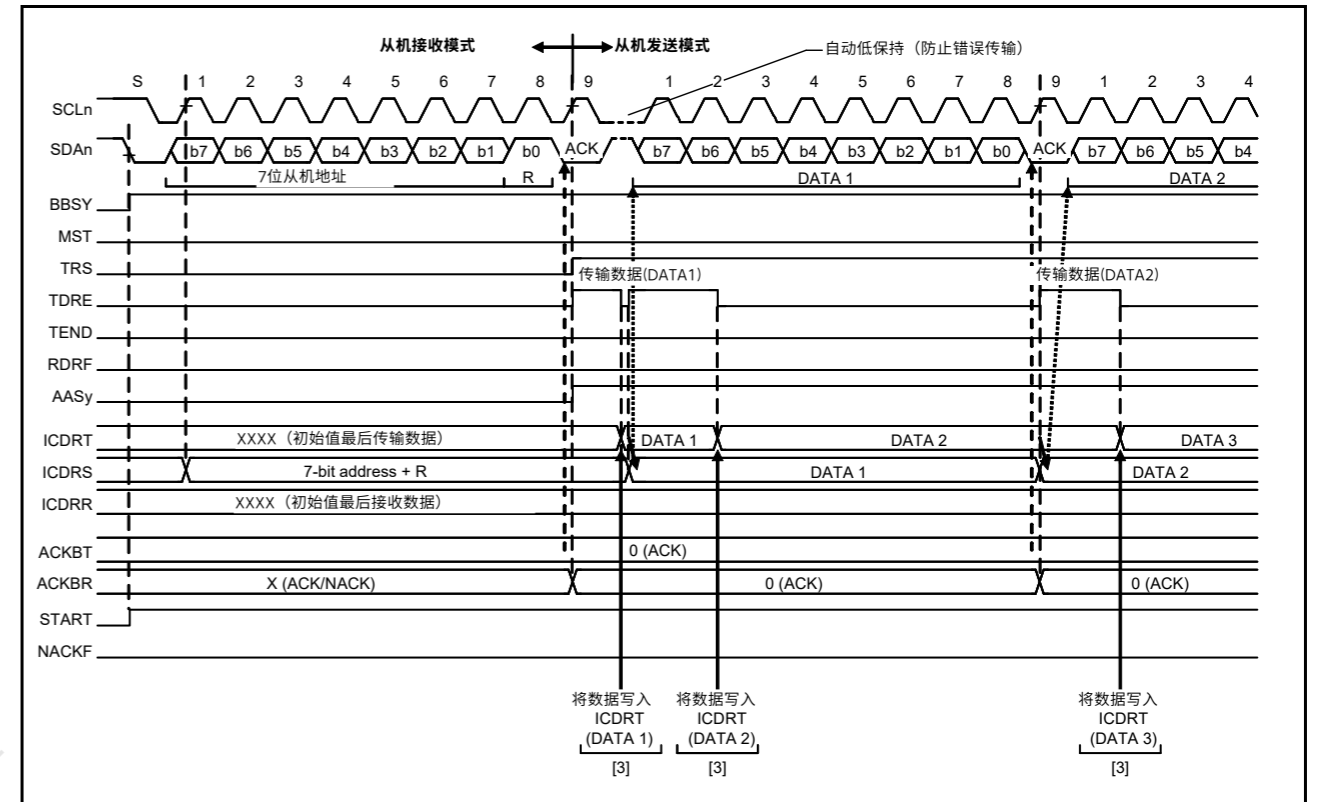 从机接收模式
从机发送模式
自动低保持（防止错误传输）
S 1 2 3 4 5 6 7 8 9 1 2 3 4 5 6 7 8 9 1 2 3 4
SCLn
SDAn b7 b6 b5 b4 b3 b2 b1 b0 ACK b7 b6 b5 b4 b3 b2 b1 b0 ACK b7 b6 b5 b4
7位从机地址 R DATA 1 DATA 2
BBSY
MST
TRS
传输数据(DATA1) 传输数据(DATA2)
TDRE
TEND
RDRF
AASy
ICDRT XXXX（初始值最后传输数据） DATA 1 DATA 2 DATA 3
ICDRS 7-bit address + R DATA 1 DATA 2
ICDRR XXXX（初始值最后接收数据）
ACKBT 0 (ACK)
ACKBR X (ACK/NACK) 0 (ACK) 0 (ACK)
START
NACKF
将数据写入
ICDRT
(DATA 1)
[3]
将数据写入
ICDRT
(DATA 2)
[3]
将数据写入
ICDRT
(DATA 3)
[3]